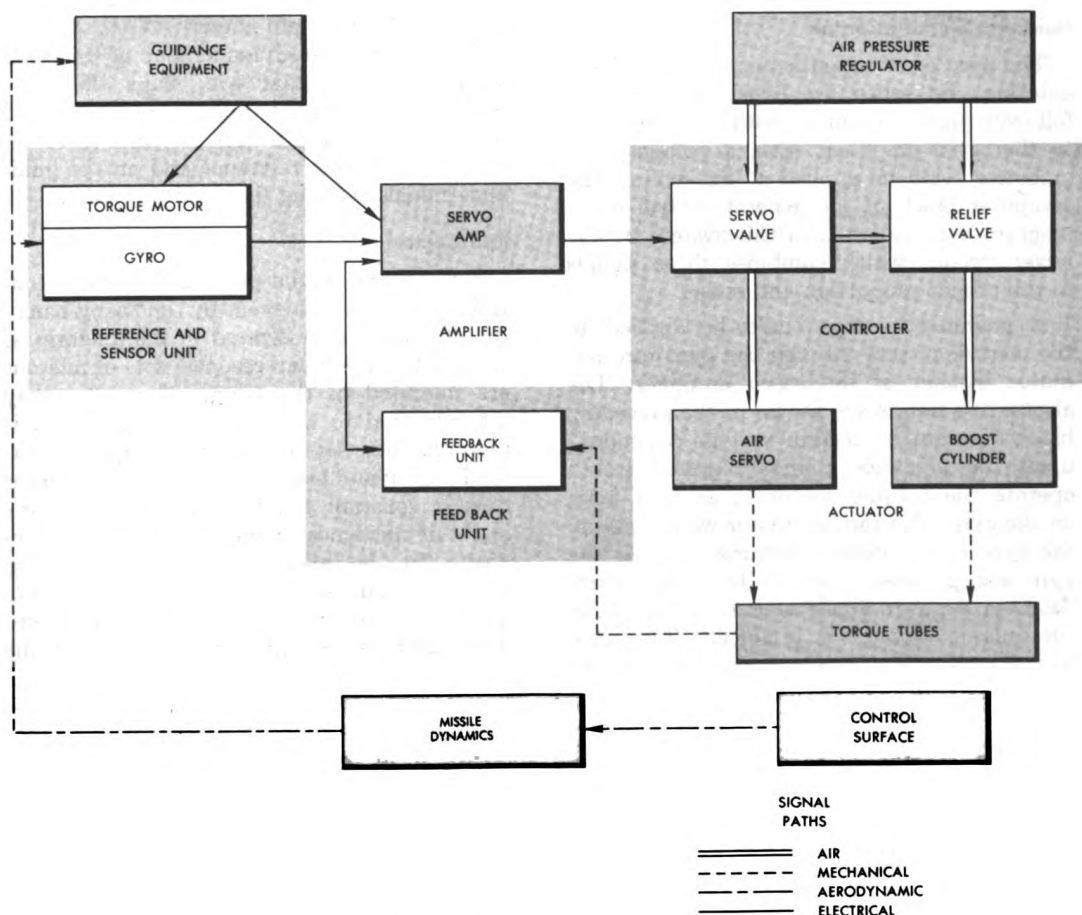 GUIDANCE
EQUIPMENT
AIR PRESSURE
REGULATOR
TORQUE MOTOR
GYRO
SERVO
AMP
SERVO
VALVE
RELIEF
VALVE
REFERENCE AND
SENSOR UNIT
AMPLIFIER
CONTROLLER
FEEDBACK
UNIT
AIR
SERVO
BOOST
CYLINDER
FEED BACK
UNIT
ACTUATOR
TORQUE TUBES
MISSILE
DYNAMICS
CONTROL
SURFACE
SIGNAL
PATHS
AIR
MECHANICAL
AERODYNAMIC
ELECTRICAL